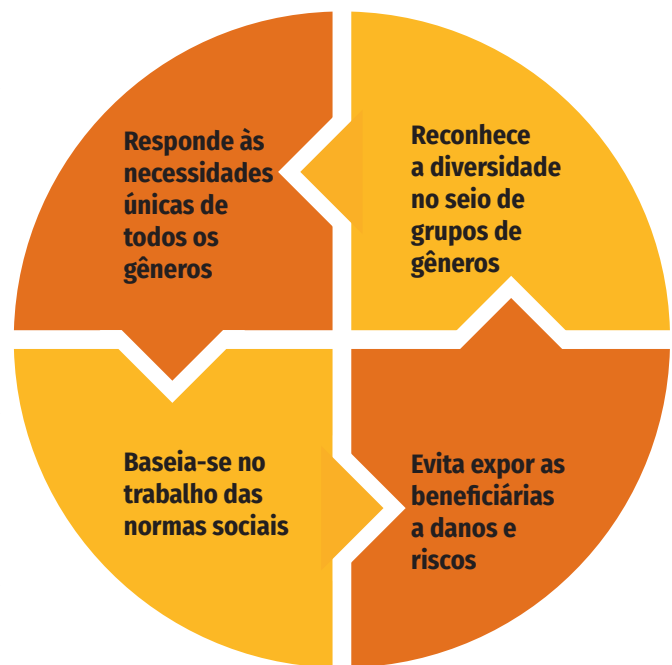 Responde às
necessidades
únicas de
todos os
gêneros
Reconhece
a diversidade
no seio de
grupos de
gêneros
Baseia-se no
trabalho das
normas sociais
Evita expor as
beneficiárias
a danos e
riscos